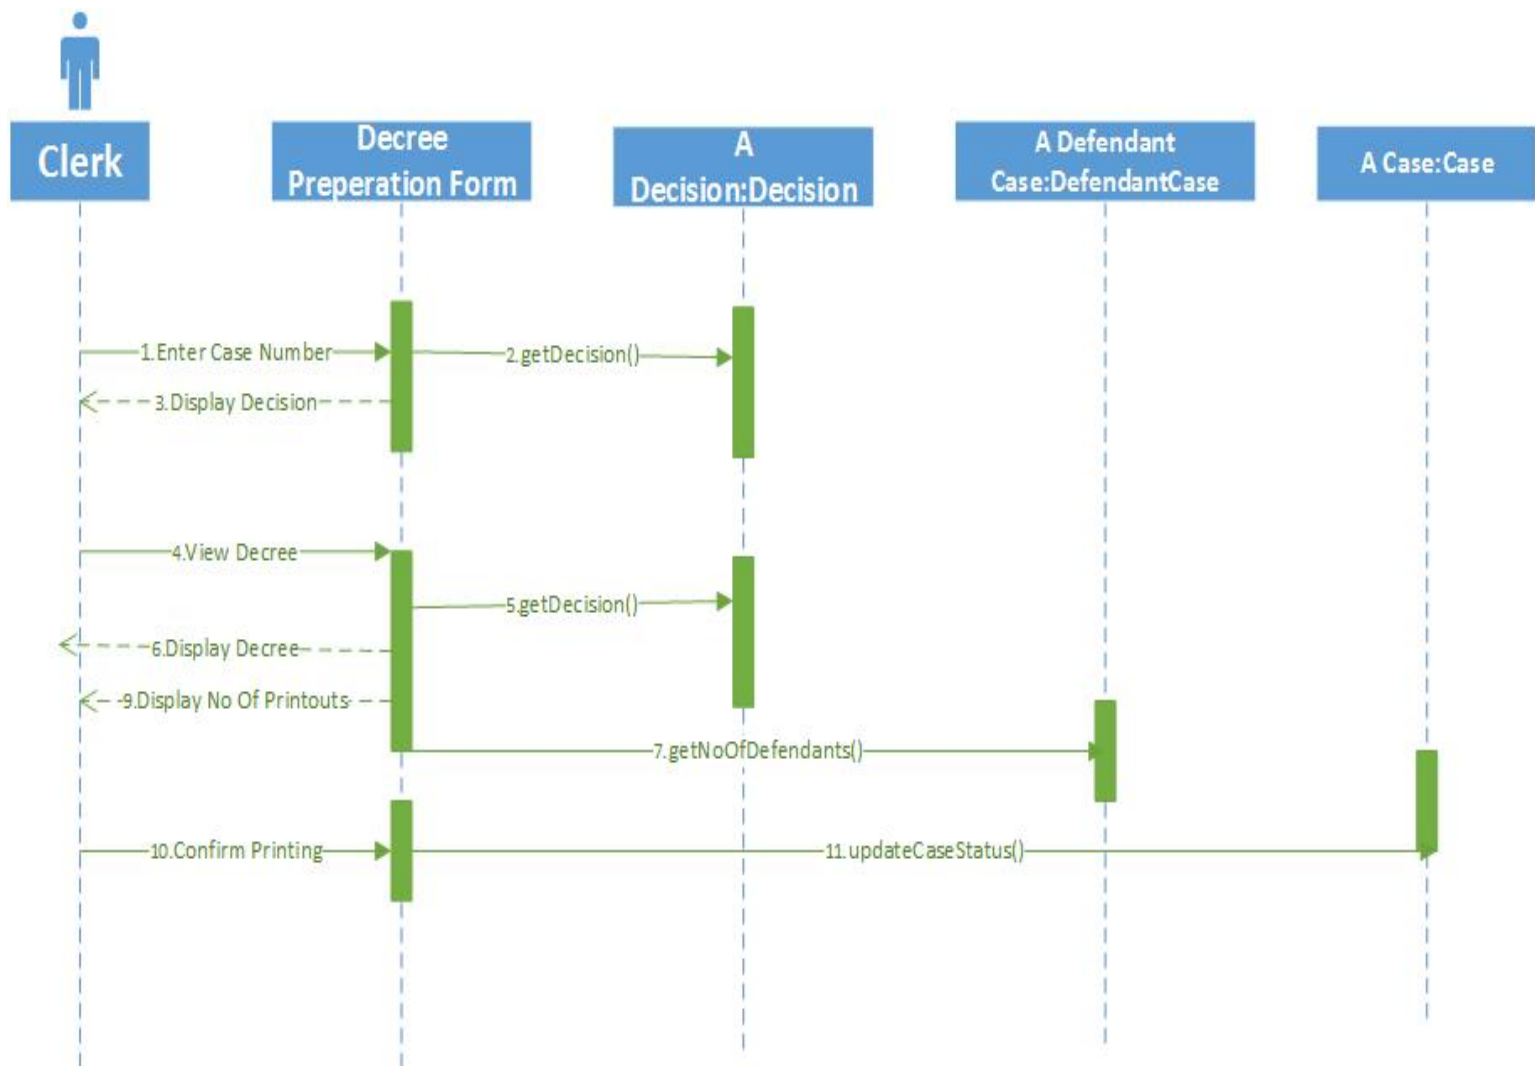 Clerk
Decree
Preperation Form
A
Decision:Decision
A Defendant
Case:DefendantCase
A Case:Case
1.Enter Case Number
2.getDecision()
3.Display Decision
4.View Decree
5.getDecision()
6.Display Decree
9.Display No Of Printouts
7.getNoOfDefendants()
10.Confirm Printing
11.updateCaseStatus()